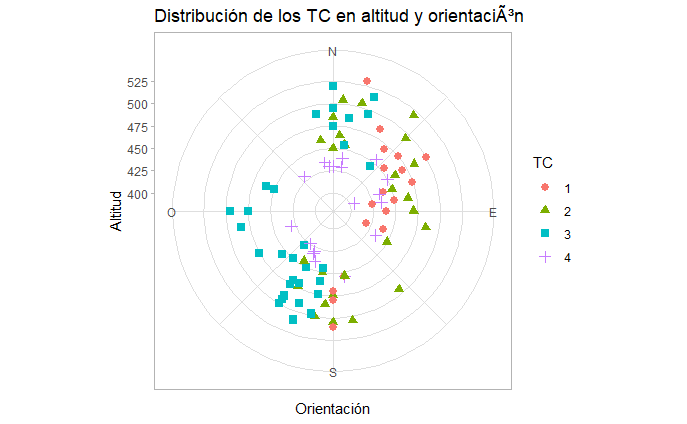 Distribución de los TC en altitud y orientaciÃ³n
N
525
500
475
450
425
400
Altitud
O
E
S
Orientación
TC
1
2
3
4